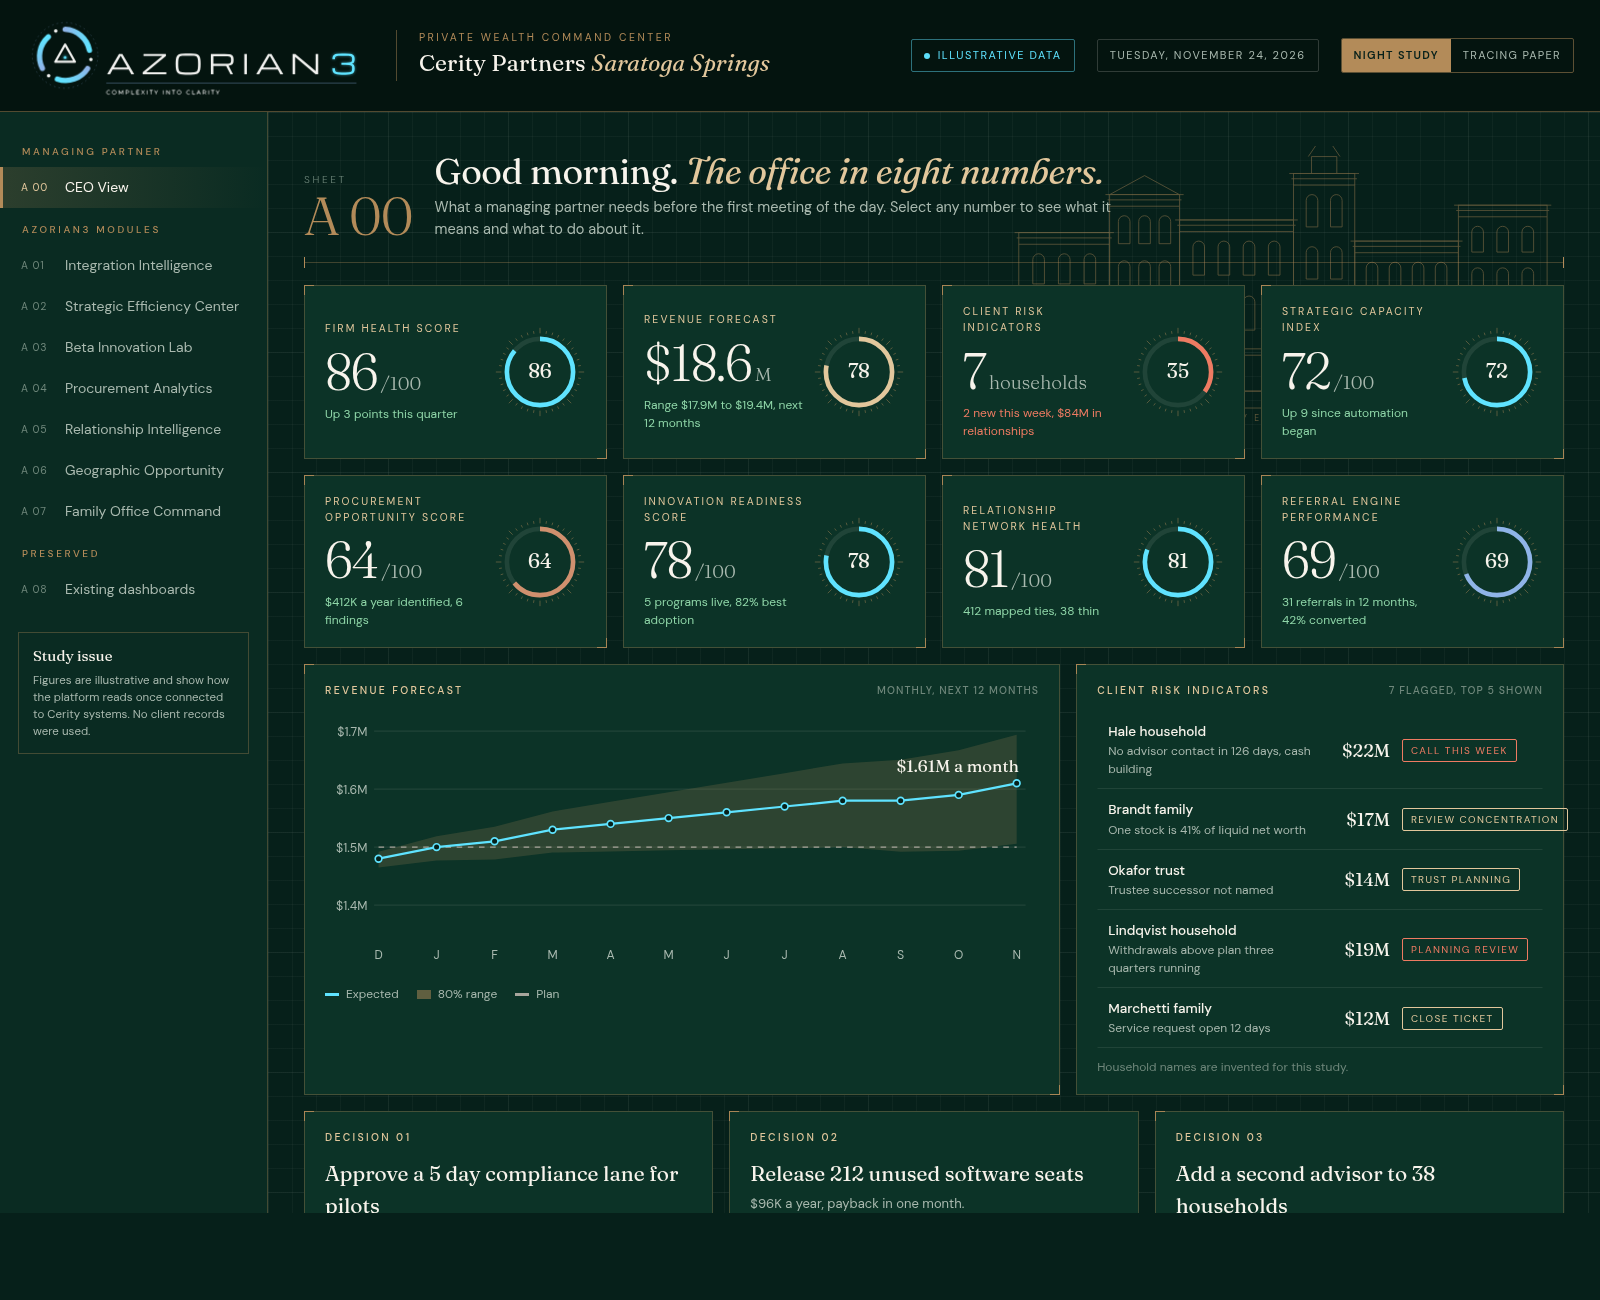 AZORIAN3
COMPLEXITY INTO CLARITY
PRIVATE WEALTH COMMAND CENTER
Cerity Partners Saratoga Springs
ILLUSTRATIVE DATA
TUESDAY, NOVEMBER 24, 2026
NIGHT STUDY
TRACING PAPER
MANAGING PARTNER
A 00 CEO View
AZORIAN3 MODULES
A 01 Integration Intelligence
A 02 Strategic Efficiency Center
A 03 Beta Innovation Lab
A 04 Procurement Analytics
A 05 Relationship Intelligence
A 06 Geographic Opportunity
A 07 Family Office Command
PRESERVED
A 08 Existing dashboards
Study issue
Figures are illustrative and show how
the platform reads once connected
to Cerity systems. No client records
were used.
SHEET
A 00
Good morning. The office in eight numbers.
What a managing partner needs before the first meeting of the day. Select any number to see what it
means and what to do about it.
FIRM HEALTH SCORE
86/100
Up 3 points this quarter
86
REVENUE FORECAST
$18.6 M
Range $17.9M to $19.4M, next
12 months
78
CLIENT RISK
INDICATORS
7 households
2 new this week, $84M in
relationships
35
STRATEGIC CAPACITY
INDEX
72/100
Up 9 since automation
began
72
PROCUREMENT
OPPORTUNITY SCORE
64/100
$412K a year identified, 6
findings
64
INNOVATION READINESS
SCORE
78/100
5 programs live, 82% best
adoption
78
RELATIONSHIP
NETWORK HEALTH
81/100
412 mapped ties, 38 thin
81
REFERRAL ENGINE
PERFORMANCE
69/100
31 referrals in 12 months,
42% converted
69
REVENUE FORECAST
MONTHLY, NEXT 12 MONTHS
$1.7M
$1.6M
$1.5M
$1.4M
$1.61M a month
D J F M A M J J A S O N
Expected
80% range
Plan
CLIENT RISK INDICATORS
7 FLAGGED, TOP 5 SHOWN
Hale household
No advisor contact in 126 days, cash
building
$22M
CALL THIS WEEK
Brandt family
One stock is 41% of liquid net worth
$17M
REVIEW CONCENTRATION
Okafor trust
Trustee successor not named
$14M
TRUST PLANNING
Lindqvist household
Withdrawals above plan three
quarters running
$19M
PLANNING REVIEW
Marchetti family
Service request open 12 days
$12M
CLOSE TICKET
Household names are invented for this study.
DECISION 01
Approve a 5 day compliance lane for
pilots
DECISION 02
Release 212 unused software seats
$96K a year, payback in one month.
DECISION 03
Add a second advisor to 38
households